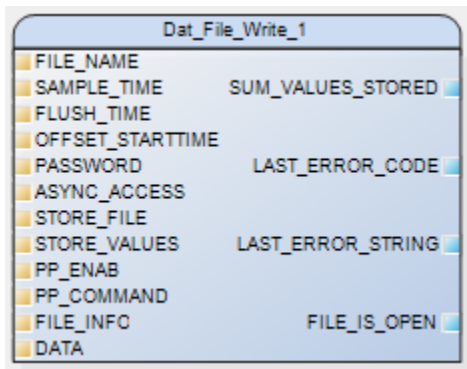 Dat_File_Write_1
FILE_NAME
SAMPLE_TIME SUM_VALUES_STORED
FLUSH_TIME
OFFSET_STARTTIME
PASSWORD LAST_ERROR_CODE
ASYNC_ACCESS
STORE_FILE
STORE_VALUES LAST_ERROR_STRING
PP_ENAB
PP_COMMAND
FILE_INFO FILE_IS_OPEN
DATA